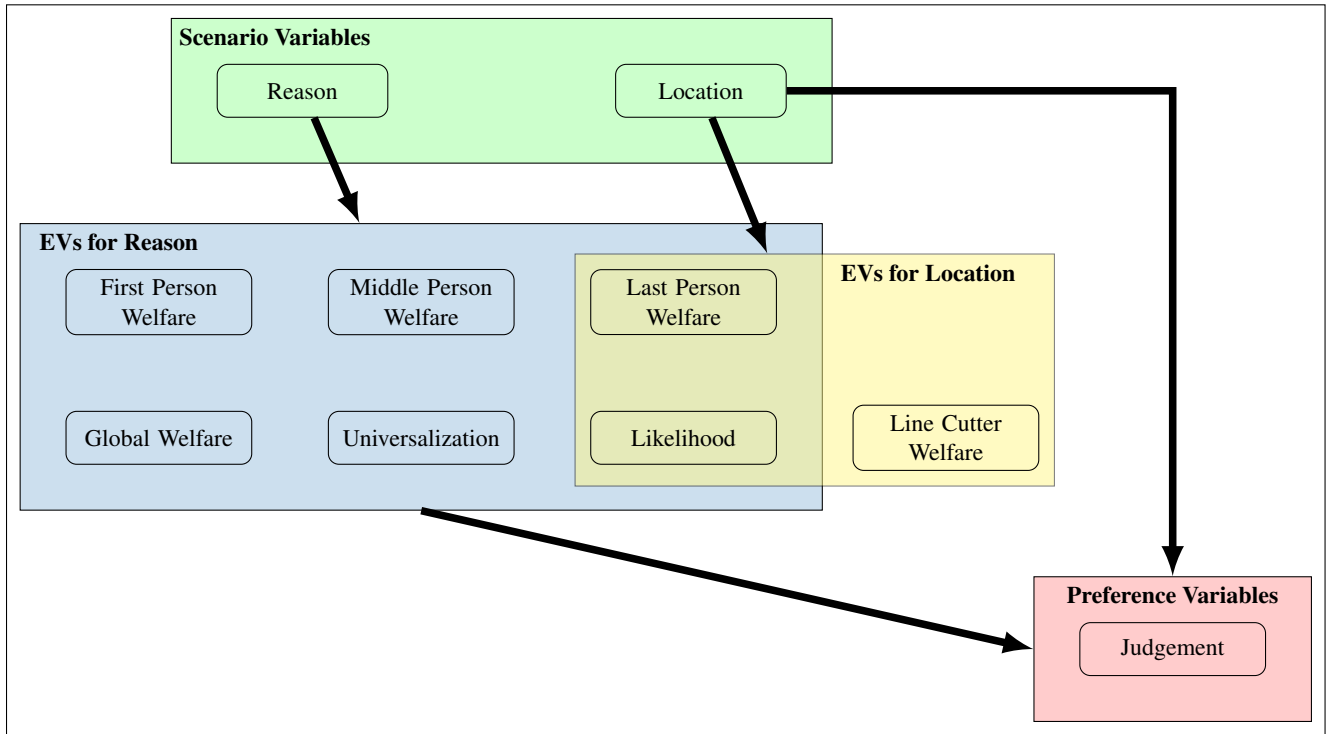 Scenario Variables
Reason
Location
EVs for Reason
EVs for Location
First Person
Welfare
Middle Person
Welfare
Last Person
Welfare
Global Welfare
Universalization
Likelihood
Line Cutter
Welfare
Preference Variables
Judgement